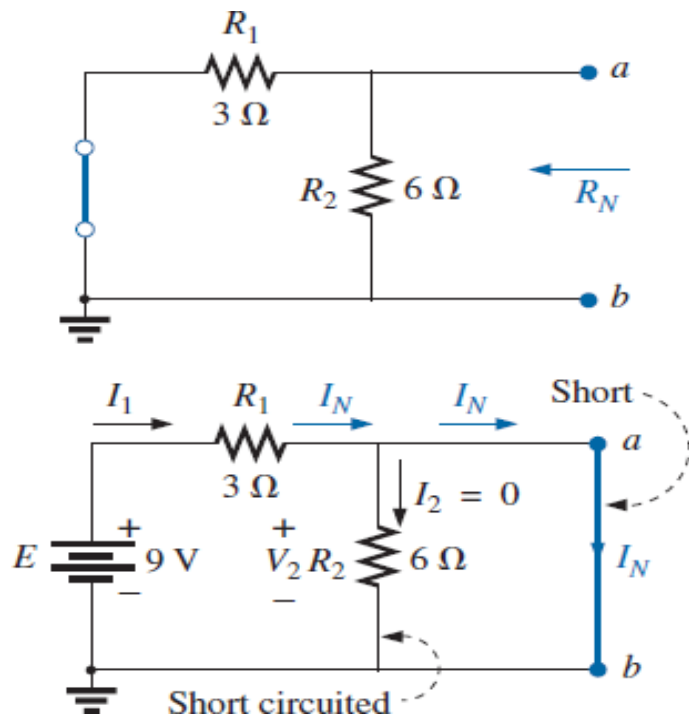 R1
3 Ω
a
R2 6 Ω
RN
b
I1 R1 IN IN Short
a
3 Ω
I2 = 0
E + 9 V − + V2 − R2 6 Ω IN
b
Short circuited